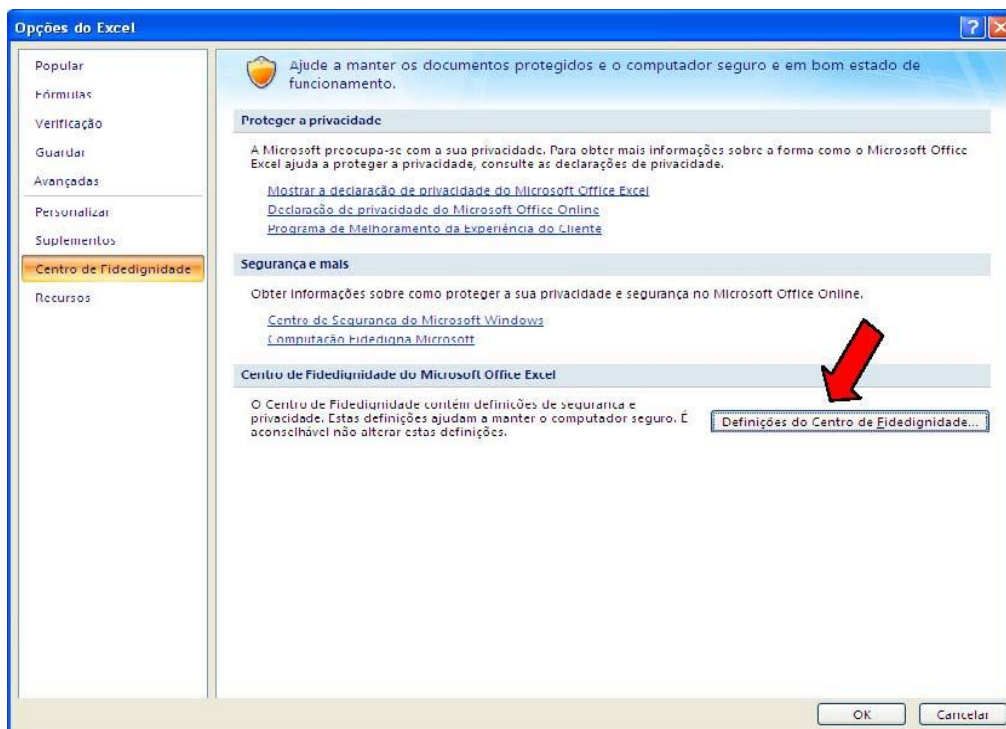 Opções do Excel
Popular
Fórmulas
Verificação
Guardar
Avançadas
Personalizar
Suplementos
Centro de Fidedignidade
Recursos
Ajude a manter os documentos protegidos e o computador seguro e em bom estado de
funcionamento.
Proteger a privacidade
A Microsoft preocupa-se com a sua privacidade. Para obter mais informações sobre a forma como o Microsoft Office
Excel ajuda a proteger a privacidade, consulte as declarações de privacidade.
Mostrar a declaração de privacidade do Microsoft Office Excel
Declaração de privacidade do Microsoft Office Online
Programa de Melhoramento da Experiência do Cliente
Segurança e mais
Obter informações sobre como proteger a sua privacidade e segurança no Microsoft Office Online.
Centro de Segurança do Microsoft Windows
Computação Fidedigna Microsoft
Centro de Fidedignidade do Microsoft Office Excel
O Centro de Fidedignidade contém definições de segurança e
privacidade. Estas definições ajudam a manter o computador seguro. É
aconselhável não alterar estas definições.
Definições do Centro de Fidedignidade...
OK
Cancelar